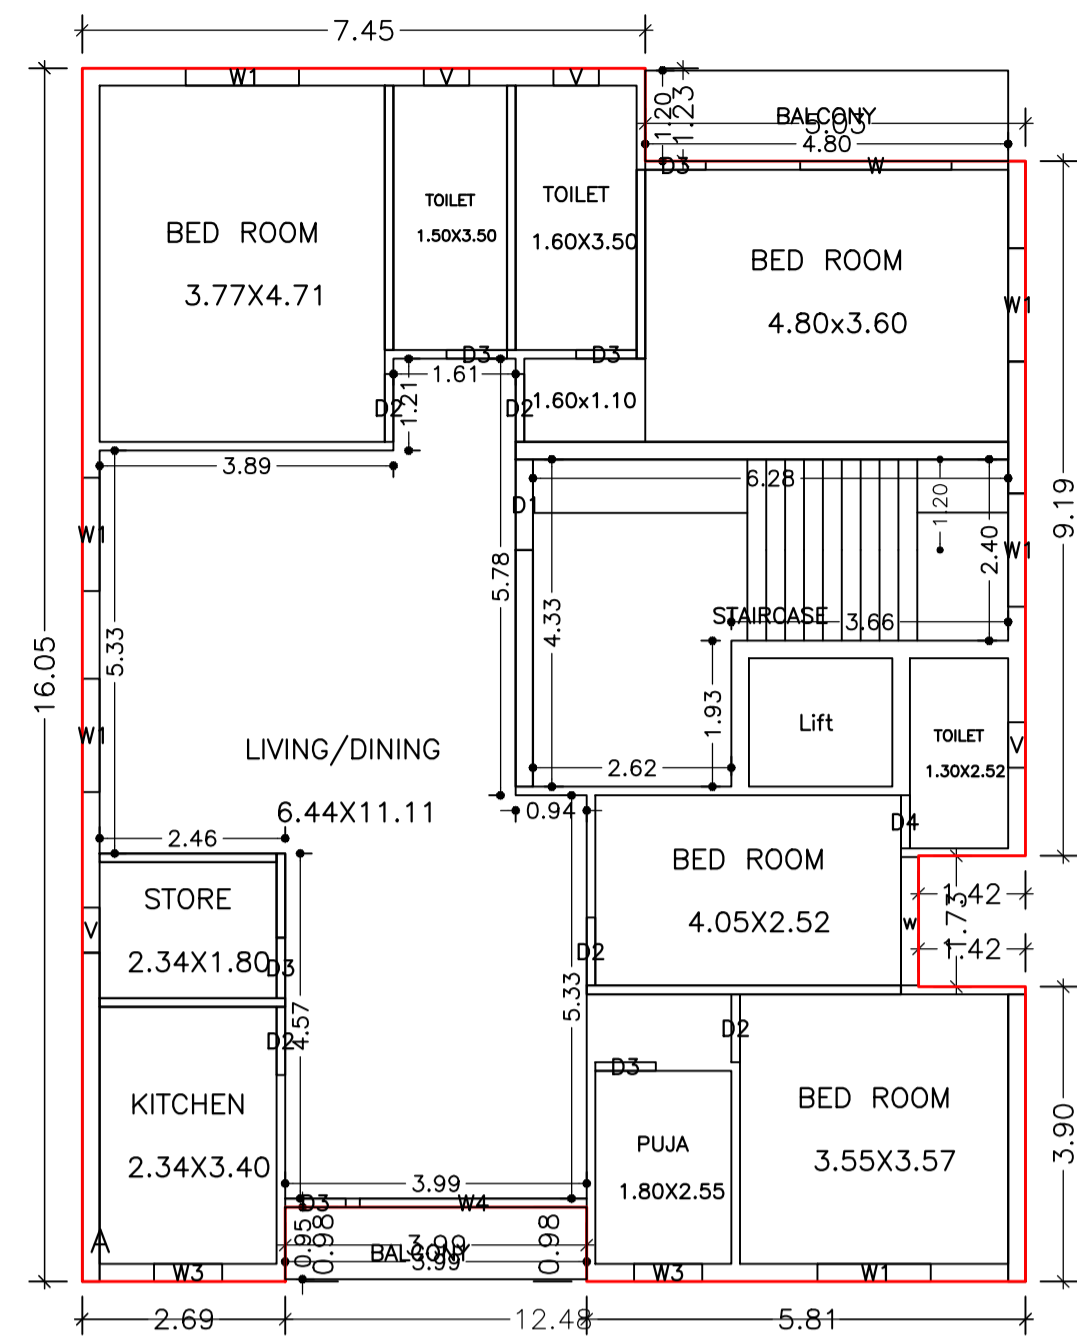 7.45
W1
V
V
1.20
1.23
BALCONY
5.03
4.80
D3
W
TOILET
1.50X3.50
TOILET
1.60X3.50
BED ROOM
3.77X4.71
BED ROOM
4.80x3.60
W1
D3
D3
1.61
1.21
D2
D2
1.60x1.10
3.89
6.28
D1
1.20
2.40
9.19
W1
W1
5.78
4.33
STAIRCASE
3.66
5.33
16.05
1.93
Lift
TOILET
1.30X2.52
V
W1
LIVING/DINING
6.44X11.11
2.62
0.94
2.46
D4
STORE
2.34X1.80
V
D3
BED ROOM
4.05X2.52
W
1.42
1.73
1.42
D2
5.33
4.57
D2
D2
D3
KITCHEN
2.34X3.40
PUJA
1.80X2.55
BED ROOM
3.55X3.57
3.90
3.99
D3
W4
A
0.95
0.98
3.99
BALCONY
3.99
0.98
W3
W3
W1
2.69
12.48
5.81